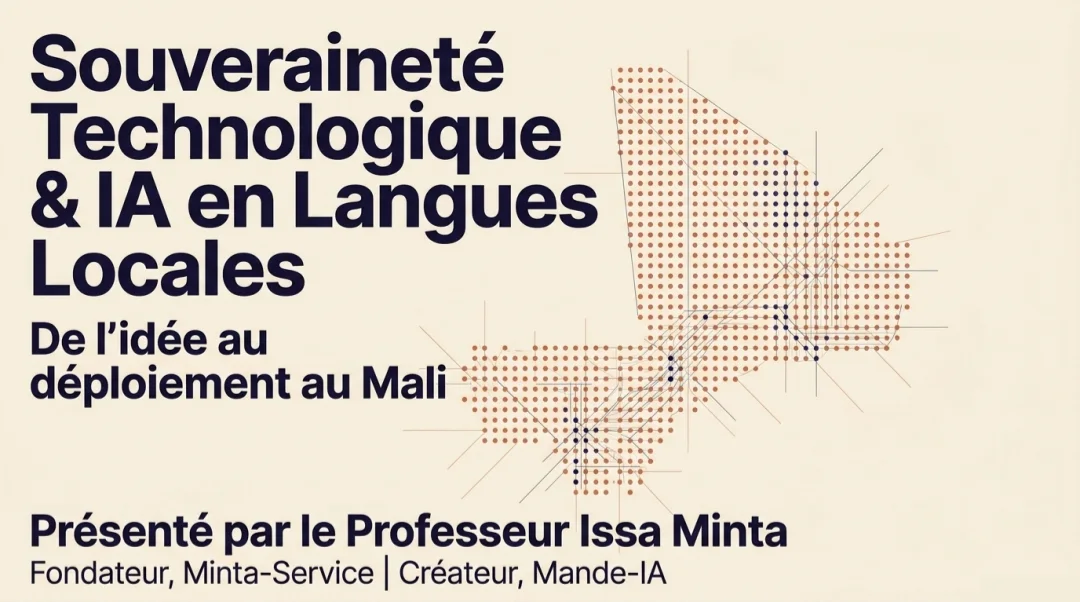 Souveraineté
Technologique
& IA en Langues
Locales
De l’idée au
déploiement au Mali
Présenté par le Professeur Issa Minta
Fondateur, Minta-Service | Créateur, Mande-IA